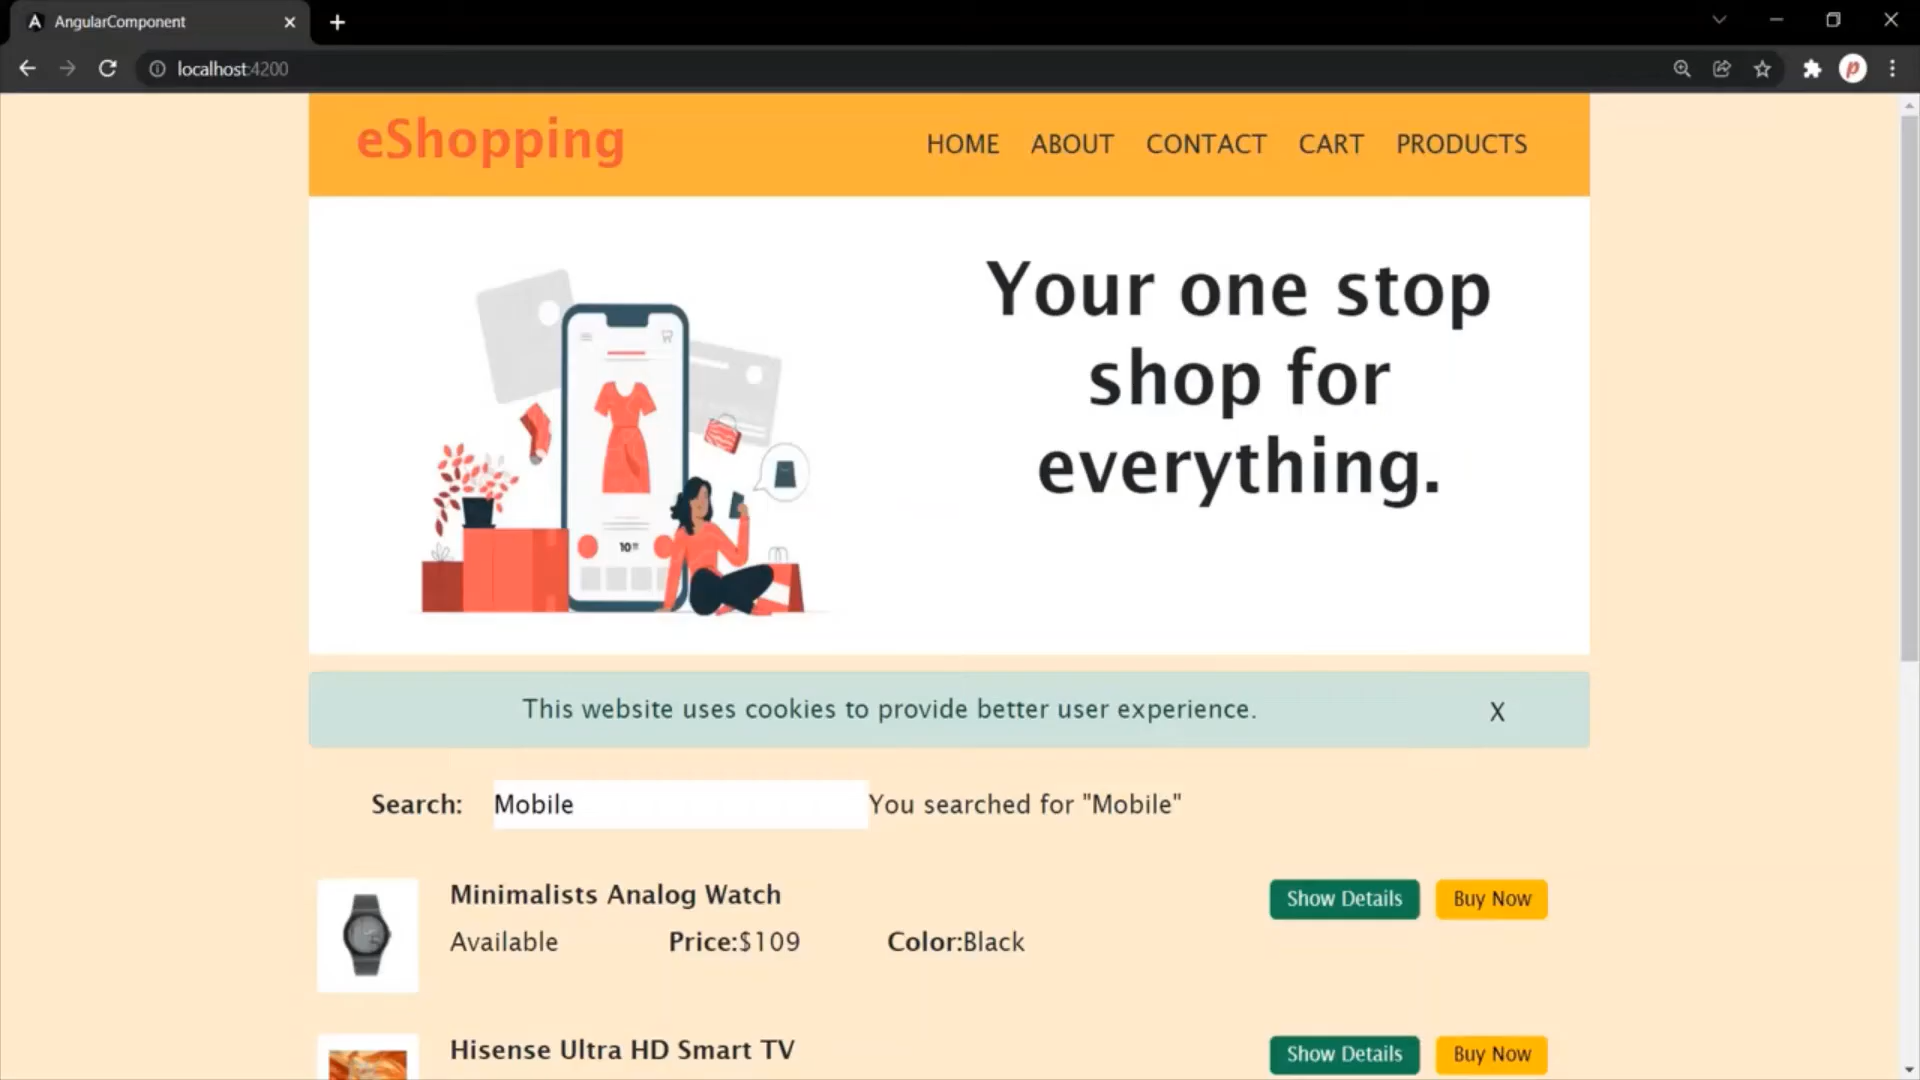 AngularComponent
localhost:4200
eShopping
HOME ABOUT CONTACT CART PRODUCTS
Your one stop
shop for
everything.
10
This website uses cookies to provide better user experience.
X
Search: Mobile You searched for "Mobile"
Minimalists Analog Watch
Show Details Buy Now
Available Price:$109 Color:Black
Hisense Ultra HD Smart TV
Show Details Buy Now